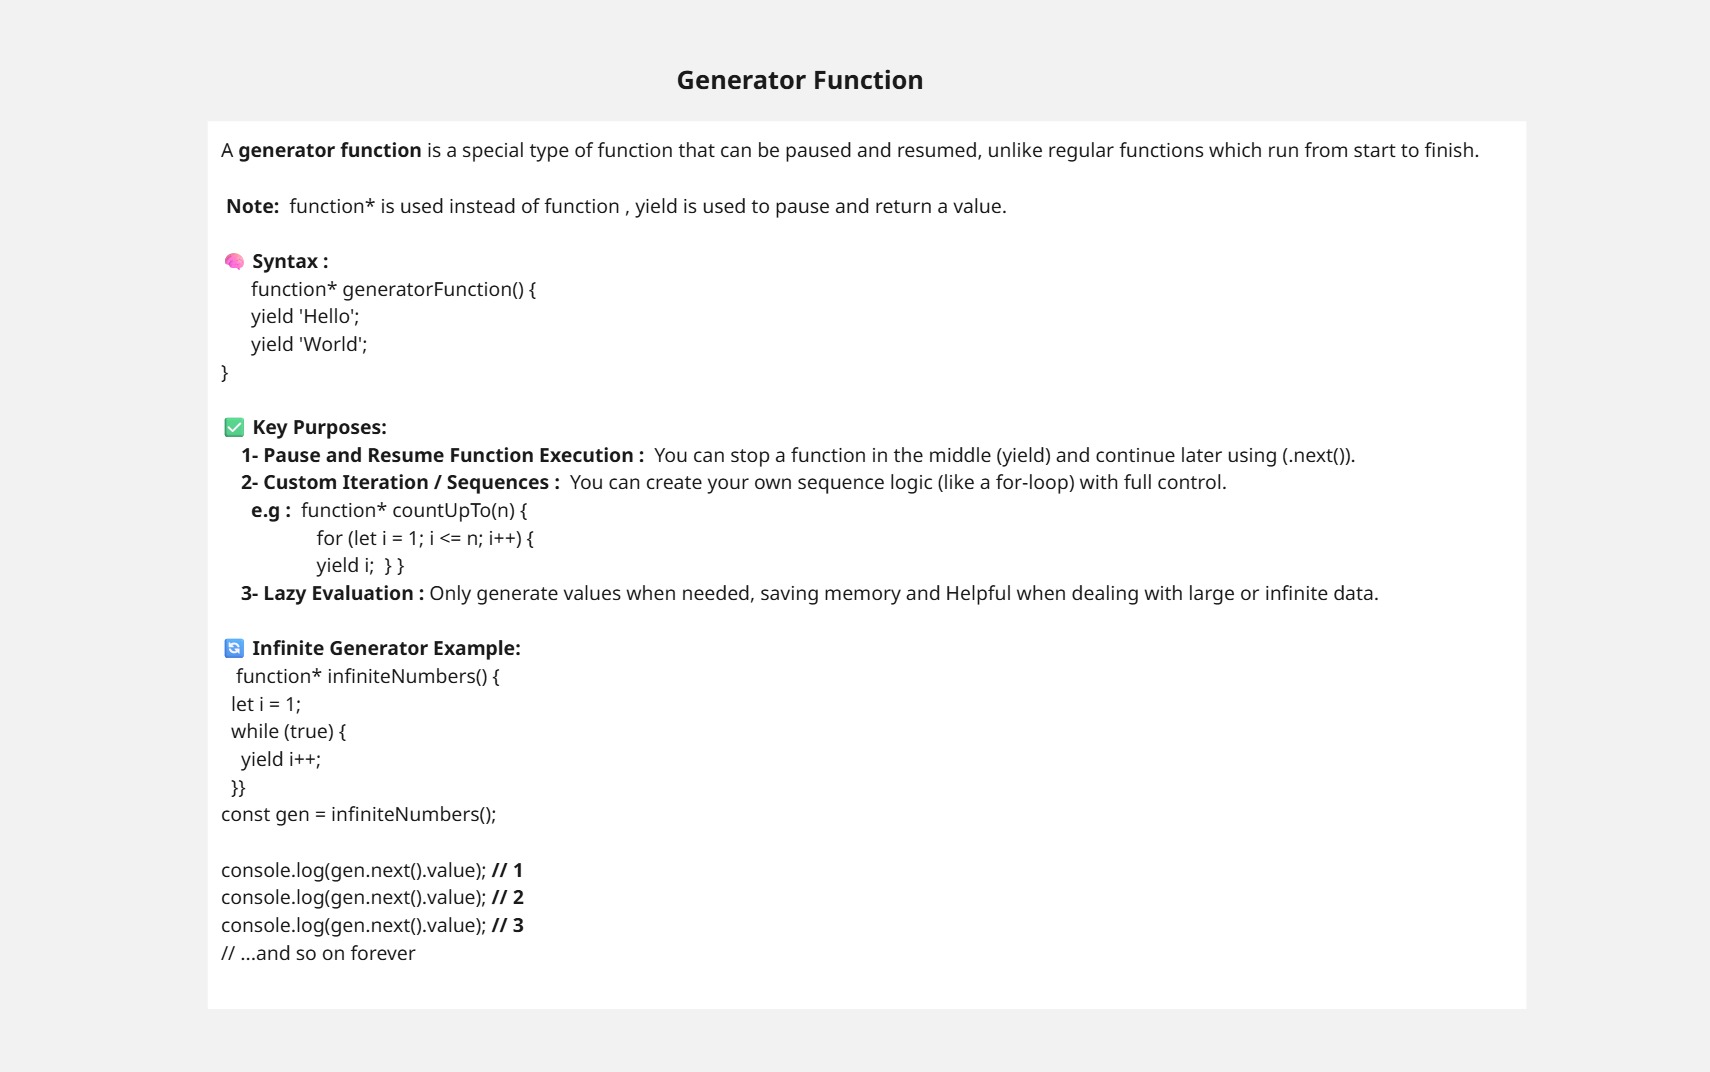 Generator Function
A generator function is a special type of function that can be paused and resumed, unlike regular functions which run from start to finish.
Note: function* is used instead of function , yield is used to pause and return a value.
🧠 Syntax :
function* generatorFunction() {
yield 'Hello';
yield 'World';
}
✅ Key Purposes:
1- Pause and Resume Function Execution : You can stop a function in the middle (yield) and continue later using (.next()).
2- Custom Iteration / Sequences : You can create your own sequence logic (like a for-loop) with full control.
e.g : function* countUpTo(n) {
for (let i = 1; i <= n; i++) {
yield i; } }
3- Lazy Evaluation : Only generate values when needed, saving memory and Helpful when dealing with large or infinite data.
🔄 Infinite Generator Example:
function* infiniteNumbers() {
let i = 1;
while (true) {
yield i++;
}}
const gen = infiniteNumbers();
console.log(gen.next().value); // 1
console.log(gen.next().value); // 2
console.log(gen.next().value); // 3
// ...and so on forever